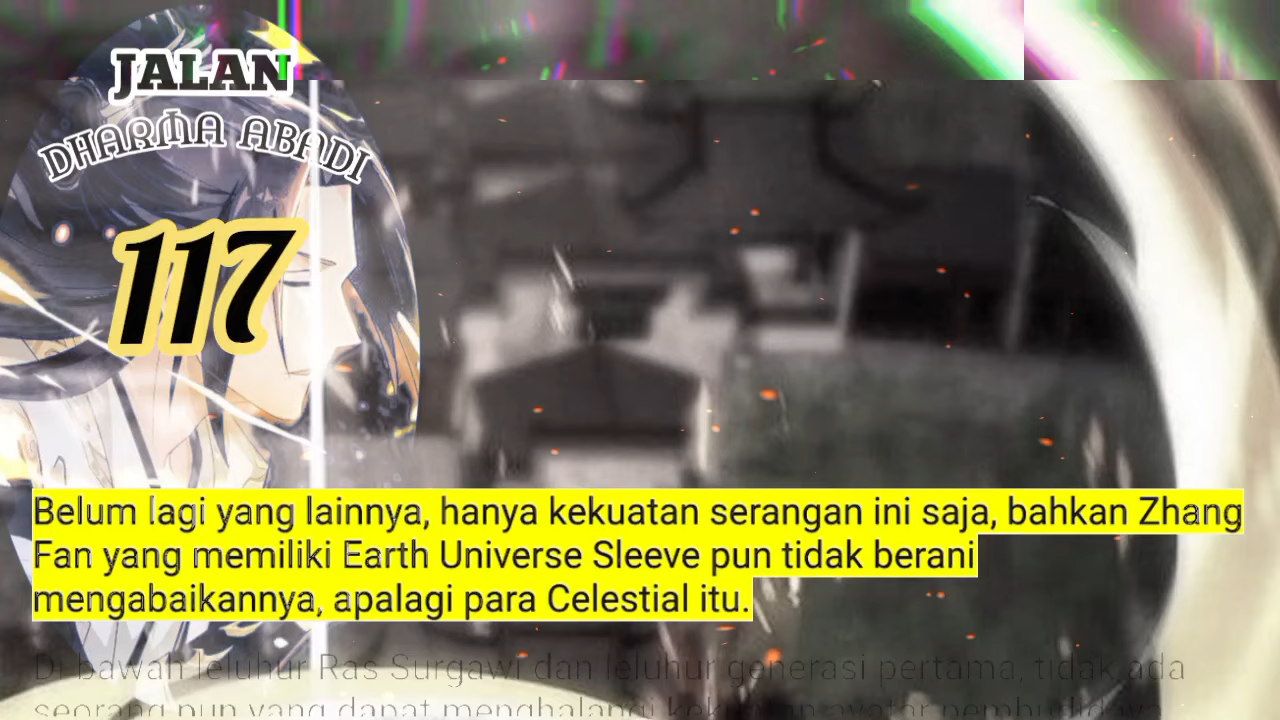 JALAN
DHARMA ABADI
117
Belum lagi yang lainnya, hanya kekuatan serangan ini saja, bahkan Zhang
Fan yang memiliki Earth Universe Sleeve pun tidak berani
mengabaikannya, apalagi para Celestial itu.
Di bawah leluhur Ras Surgawi dan leluhur generasi pertama, tidak ada
seorang pun yang dapat menghalangi avatar